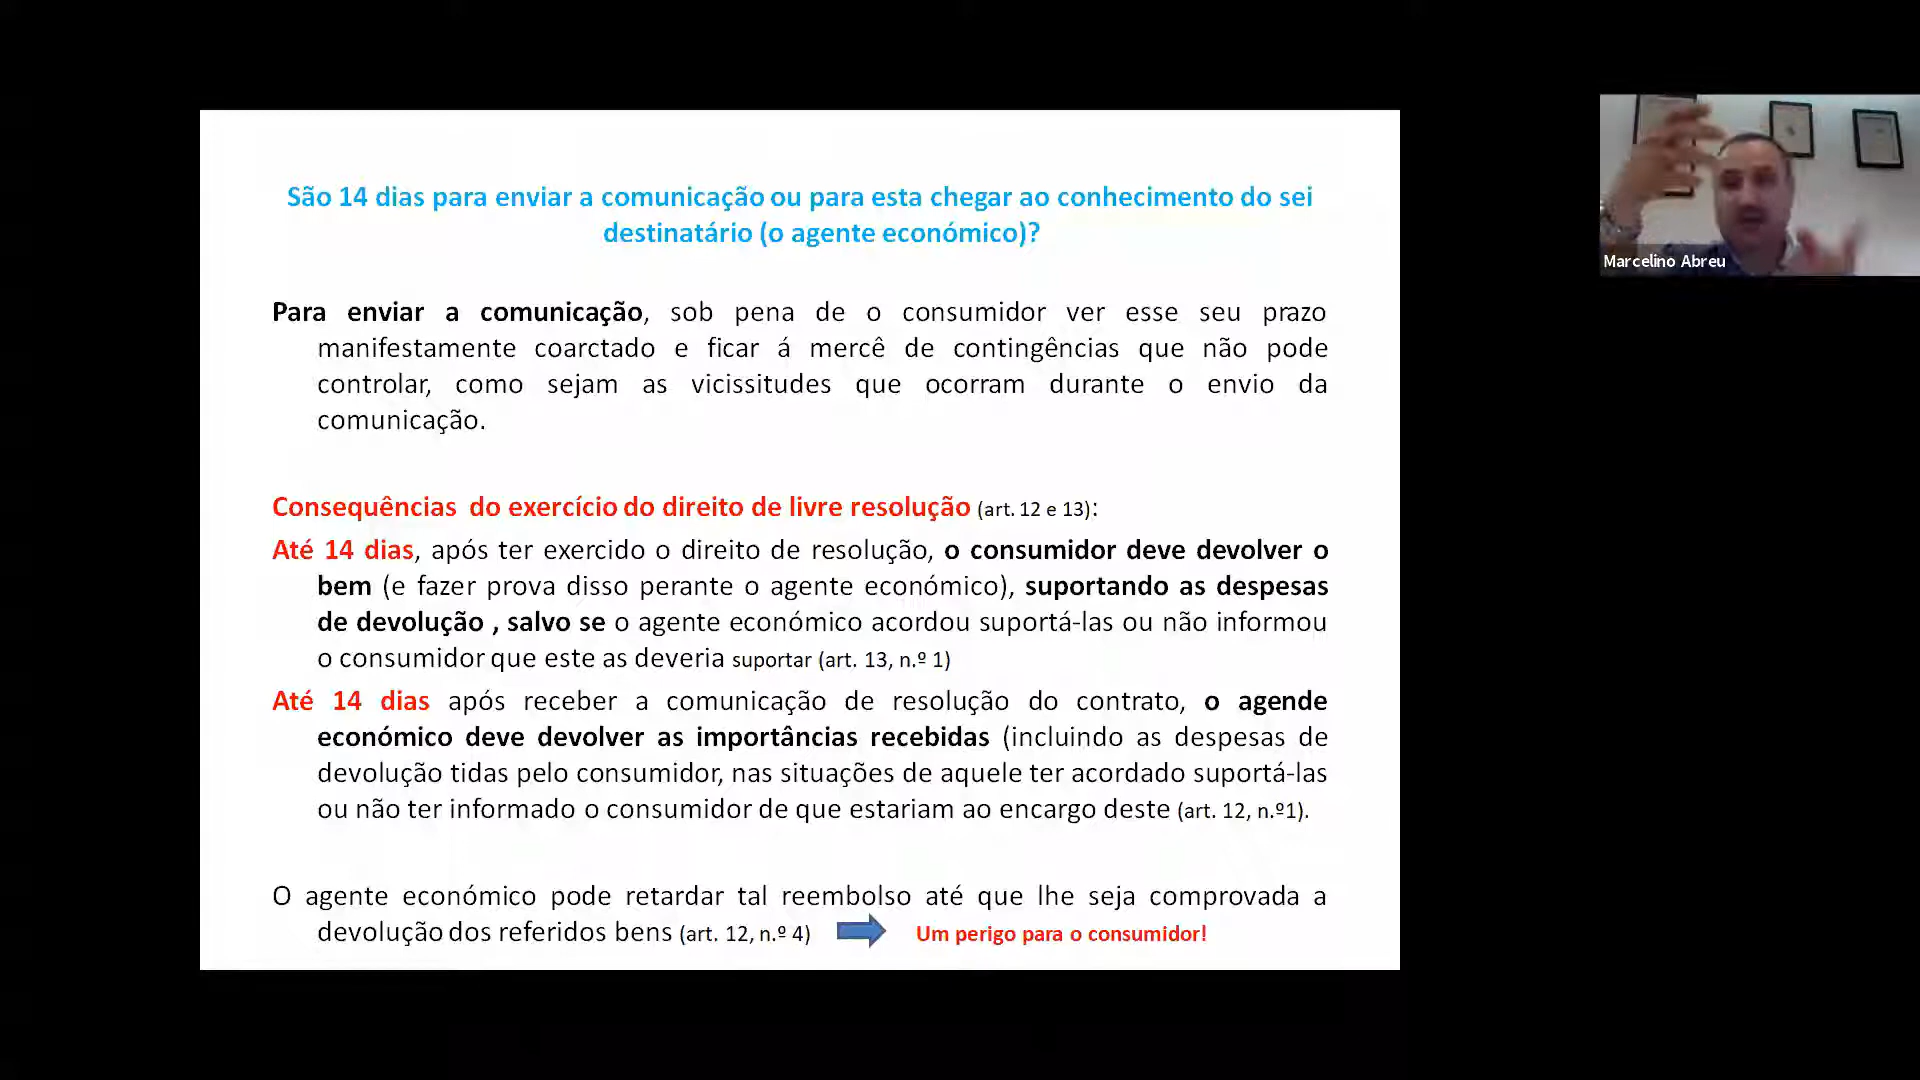 São 14 dias para enviar a comunicação ou para esta chegar ao conhecimento do sei
destinatário (o agente económico)?
Para enviar a comunicação, sob pena de o consumidor ver esse seu prazo
manifestamente coarctado e ficar á mercê de contingências que não pode
controlar, como sejam as vicissitudes que ocorram durante o envio da
comunicação.
Consequências do exercício do direito de livre resolução (art. 12 e 13):
Até 14 dias, após ter exercido o direito de resolução, o consumidor deve devolver o
bem (e fazer prova disso perante o agente económico), suportando as despesas
de devolução , salvo se o agente económico acordou suportá-las ou não informou
o consumidor que este as deveria suportar (art. 13, n.º 1)
Até 14 dias após receber a comunicação de resolução do contrato, o agende
económico deve devolver as importâncias recebidas (incluindo as despesas de
devolução tidas pelo consumidor, nas situações de aquele ter acordado suportá-las
ou não ter informado o consumidor de que estariam ao encargo deste (art. 12, n.º1).
O agente económico pode retardar tal reembolso até que lhe seja comprovada a
devolução dos referidos bens (art. 12, n.º 4) Um perigo para o consumidor!
Marcelino Abreu